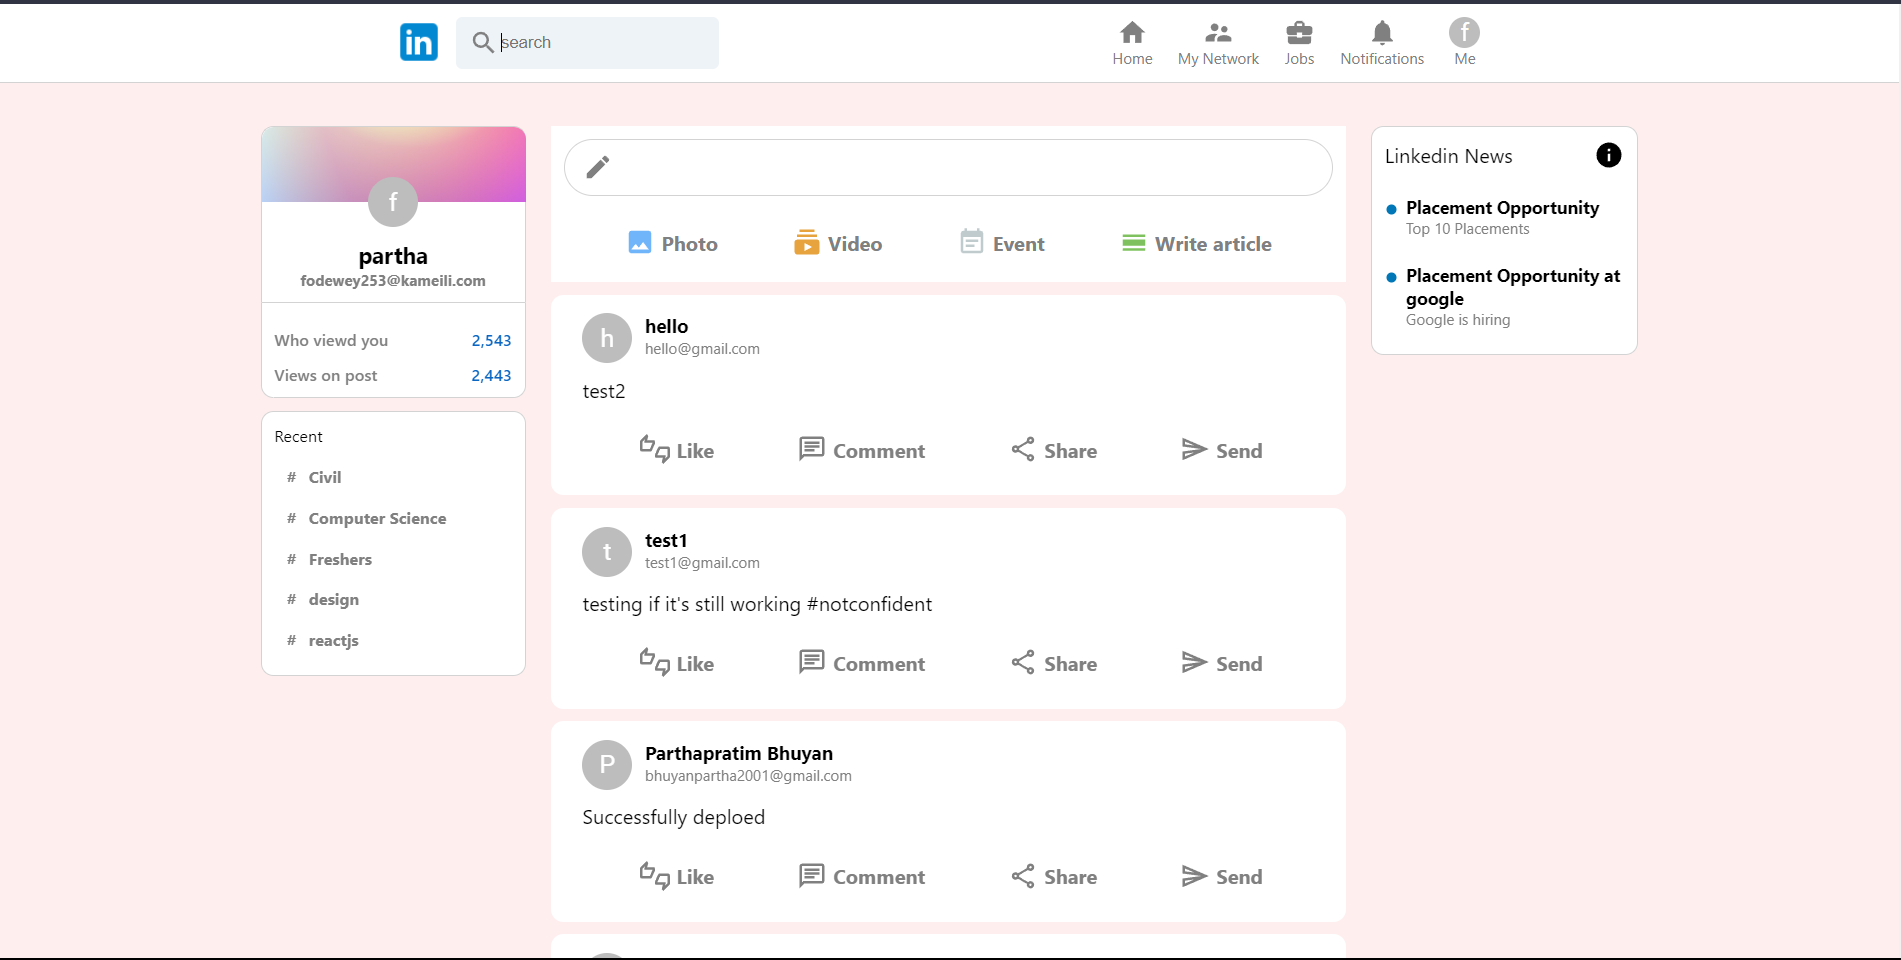 in
search
Home
My Network
Jobs
Notifications
f
Me
f
partha
fodewey253@kameili.com
Who viewd you 2,543
Views on post 2,443
Recent
# Civil
# Computer Science
# Freshers
# design
# reactjs
Photo
Video
Event
Write article
h
hello
hello@gmail.com
test2
Like
Comment
Share
Send
t
test1
test1@gmail.com
testing if it's still working #notconfident
Like
Comment
Share
Send
P
Parthapratim Bhuyan
bhuyanpartha2001@gmail.com
Successfully deploed
Like
Comment
Share
Send
Linkedin News
Placement Opportunity
Top 10 Placements
Placement Opportunity at
google
Google is hiring